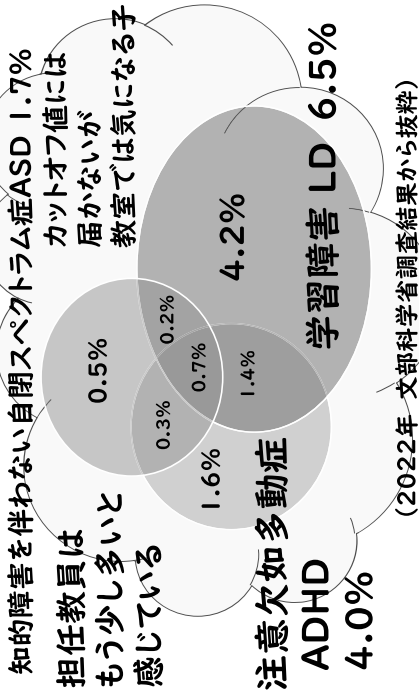 知的障害を伴わない自閉スペクトラム症ASD 1.7%
担任教員は
もう少し多いと
感じている
カットオフ値には
届かないが
教室では気になる子
0.5%
0.3%
0.2%
0.7%
1.6%
1.4%
4.2%
注意欠如多動症
ADHD
4.0%
学習障害 LD 6.5%
(2022年 文部科学省調査結果から抜粋)